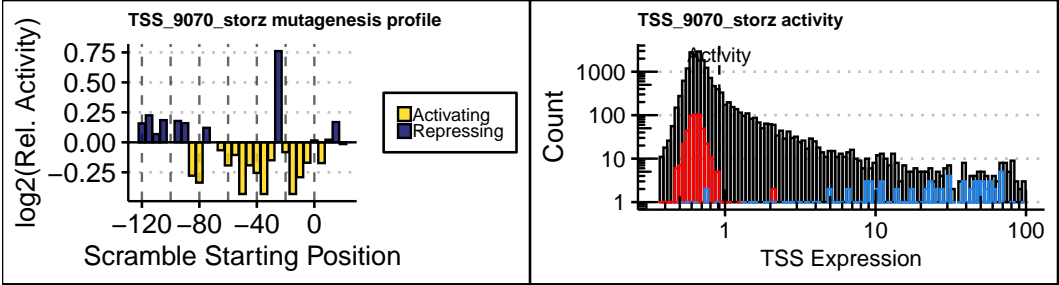 TSS_9070_storz mutagenesis profile
log2(Rel. Activity)
0.75
0.50
0.25
0.00
−0.25
−120
−80
−40
0
Scramble Starting Position
Activating
Repressing
TSS_9070_storz activity
Activity
Count
1000
100
10
1
1
10
100
TSS Expression